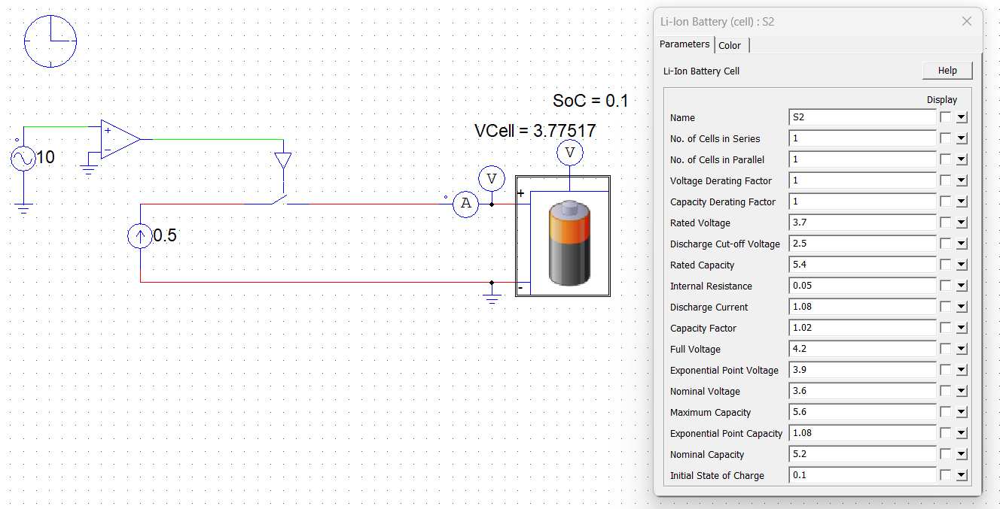 Li-Ion Battery (cell) : S2
Parameters
Color
Li-Ion Battery Cell
Help
Display
Name S2
No. of Cells in Series 1
No. of Cells in Parallel 1
Voltage Derating Factor 1
Capacity Derating Factor 1
Rated Voltage 3.7
Discharge Cut-off Voltage 2.5
Rated Capacity 5.4
Internal Resistance 0.05
Discharge Current 1.08
Capacity Factor 1.02
Full Voltage 4.2
Exponential Point Voltage 3.9
Nominal Voltage 3.6
Maximum Capacity 5.6
Exponential Point Capacity 1.08
Nominal Capacity 5.2
Initial State of Charge 0.1
SoC = 0.1
VCell = 3.77517
V
V
A
+
-
+
-
10
0.5